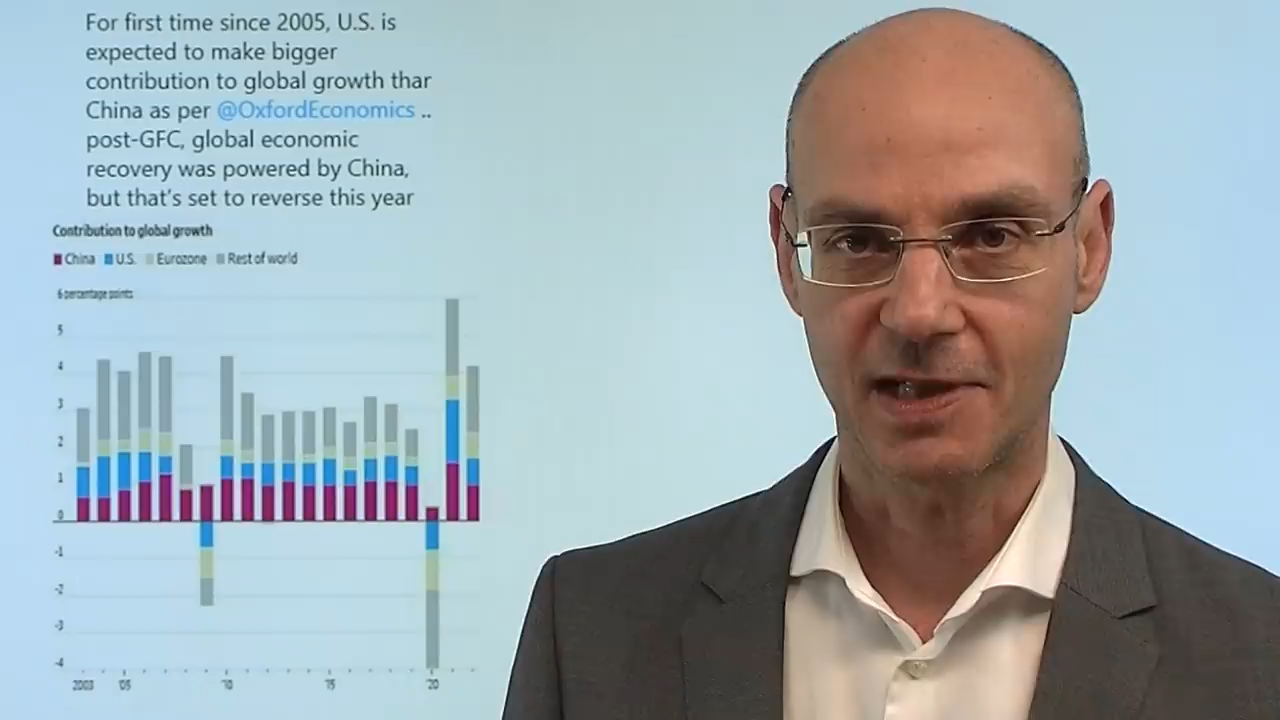 For first time since 2005, U.S. is
expected to make bigger
contribution to global growth thar
China as per @OxfordEconomics ..
post-GFC, global economic
recovery was powered by China,
but that's set to reverse this year
Contribution to global growth
China U.S. Eurozone Rest of world
6 percentage points
5
4
3
2
1
0
-1
-2
-3
-4
2003 '05 '10 '15 '20